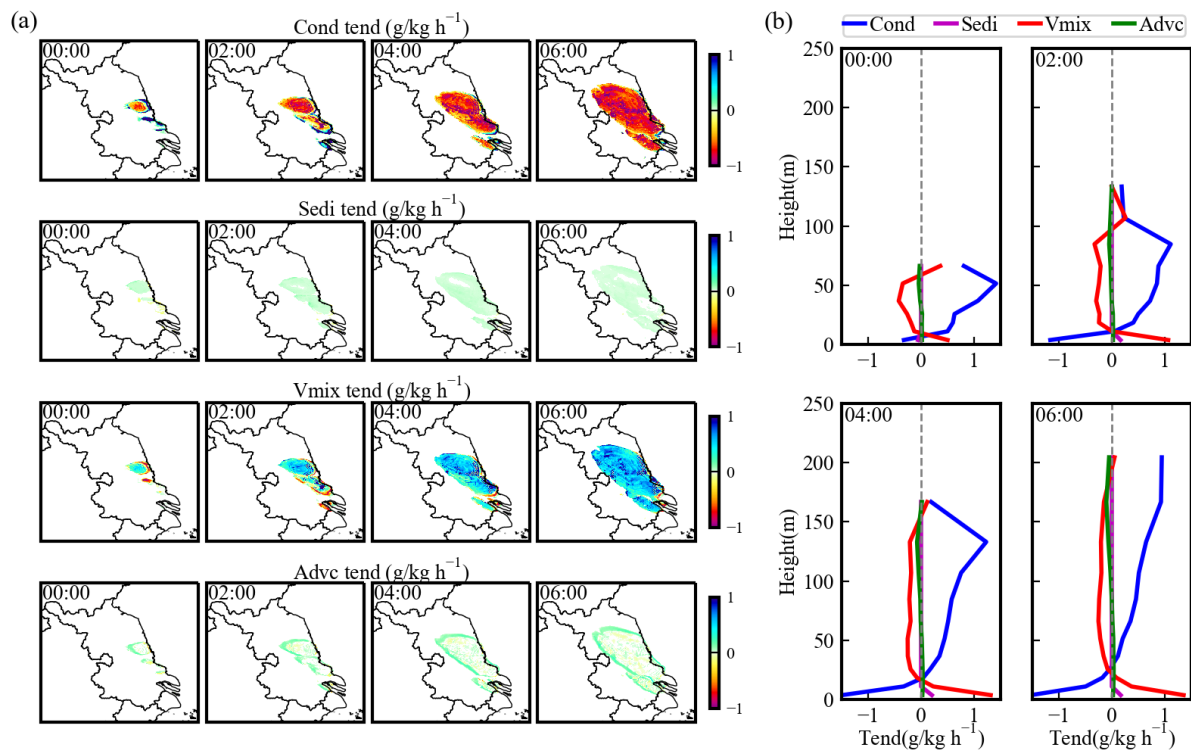 (a)
Cond tend (g/kg h⁻¹)
00:00 02:00 04:00 06:00
1
0
−1
Sedi tend (g/kg h⁻¹)
00:00 02:00 04:00 06:00
1
0
−1
Vmix tend (g/kg h⁻¹)
00:00 02:00 04:00 06:00
1
0
−1
Advc tend (g/kg h⁻¹)
00:00 02:00 04:00 06:00
1
0
−1
(b)
Cond Sedi Vmix Advc
00:00 02:00
250
200
150
100
50
0
Height(m)
−1 0 1 −1 0 1
04:00 06:00
250
200
150
100
50
0
Height(m)
−1 0 1 −1 0 1
Tend(g/kg h⁻¹) Tend(g/kg h⁻¹)